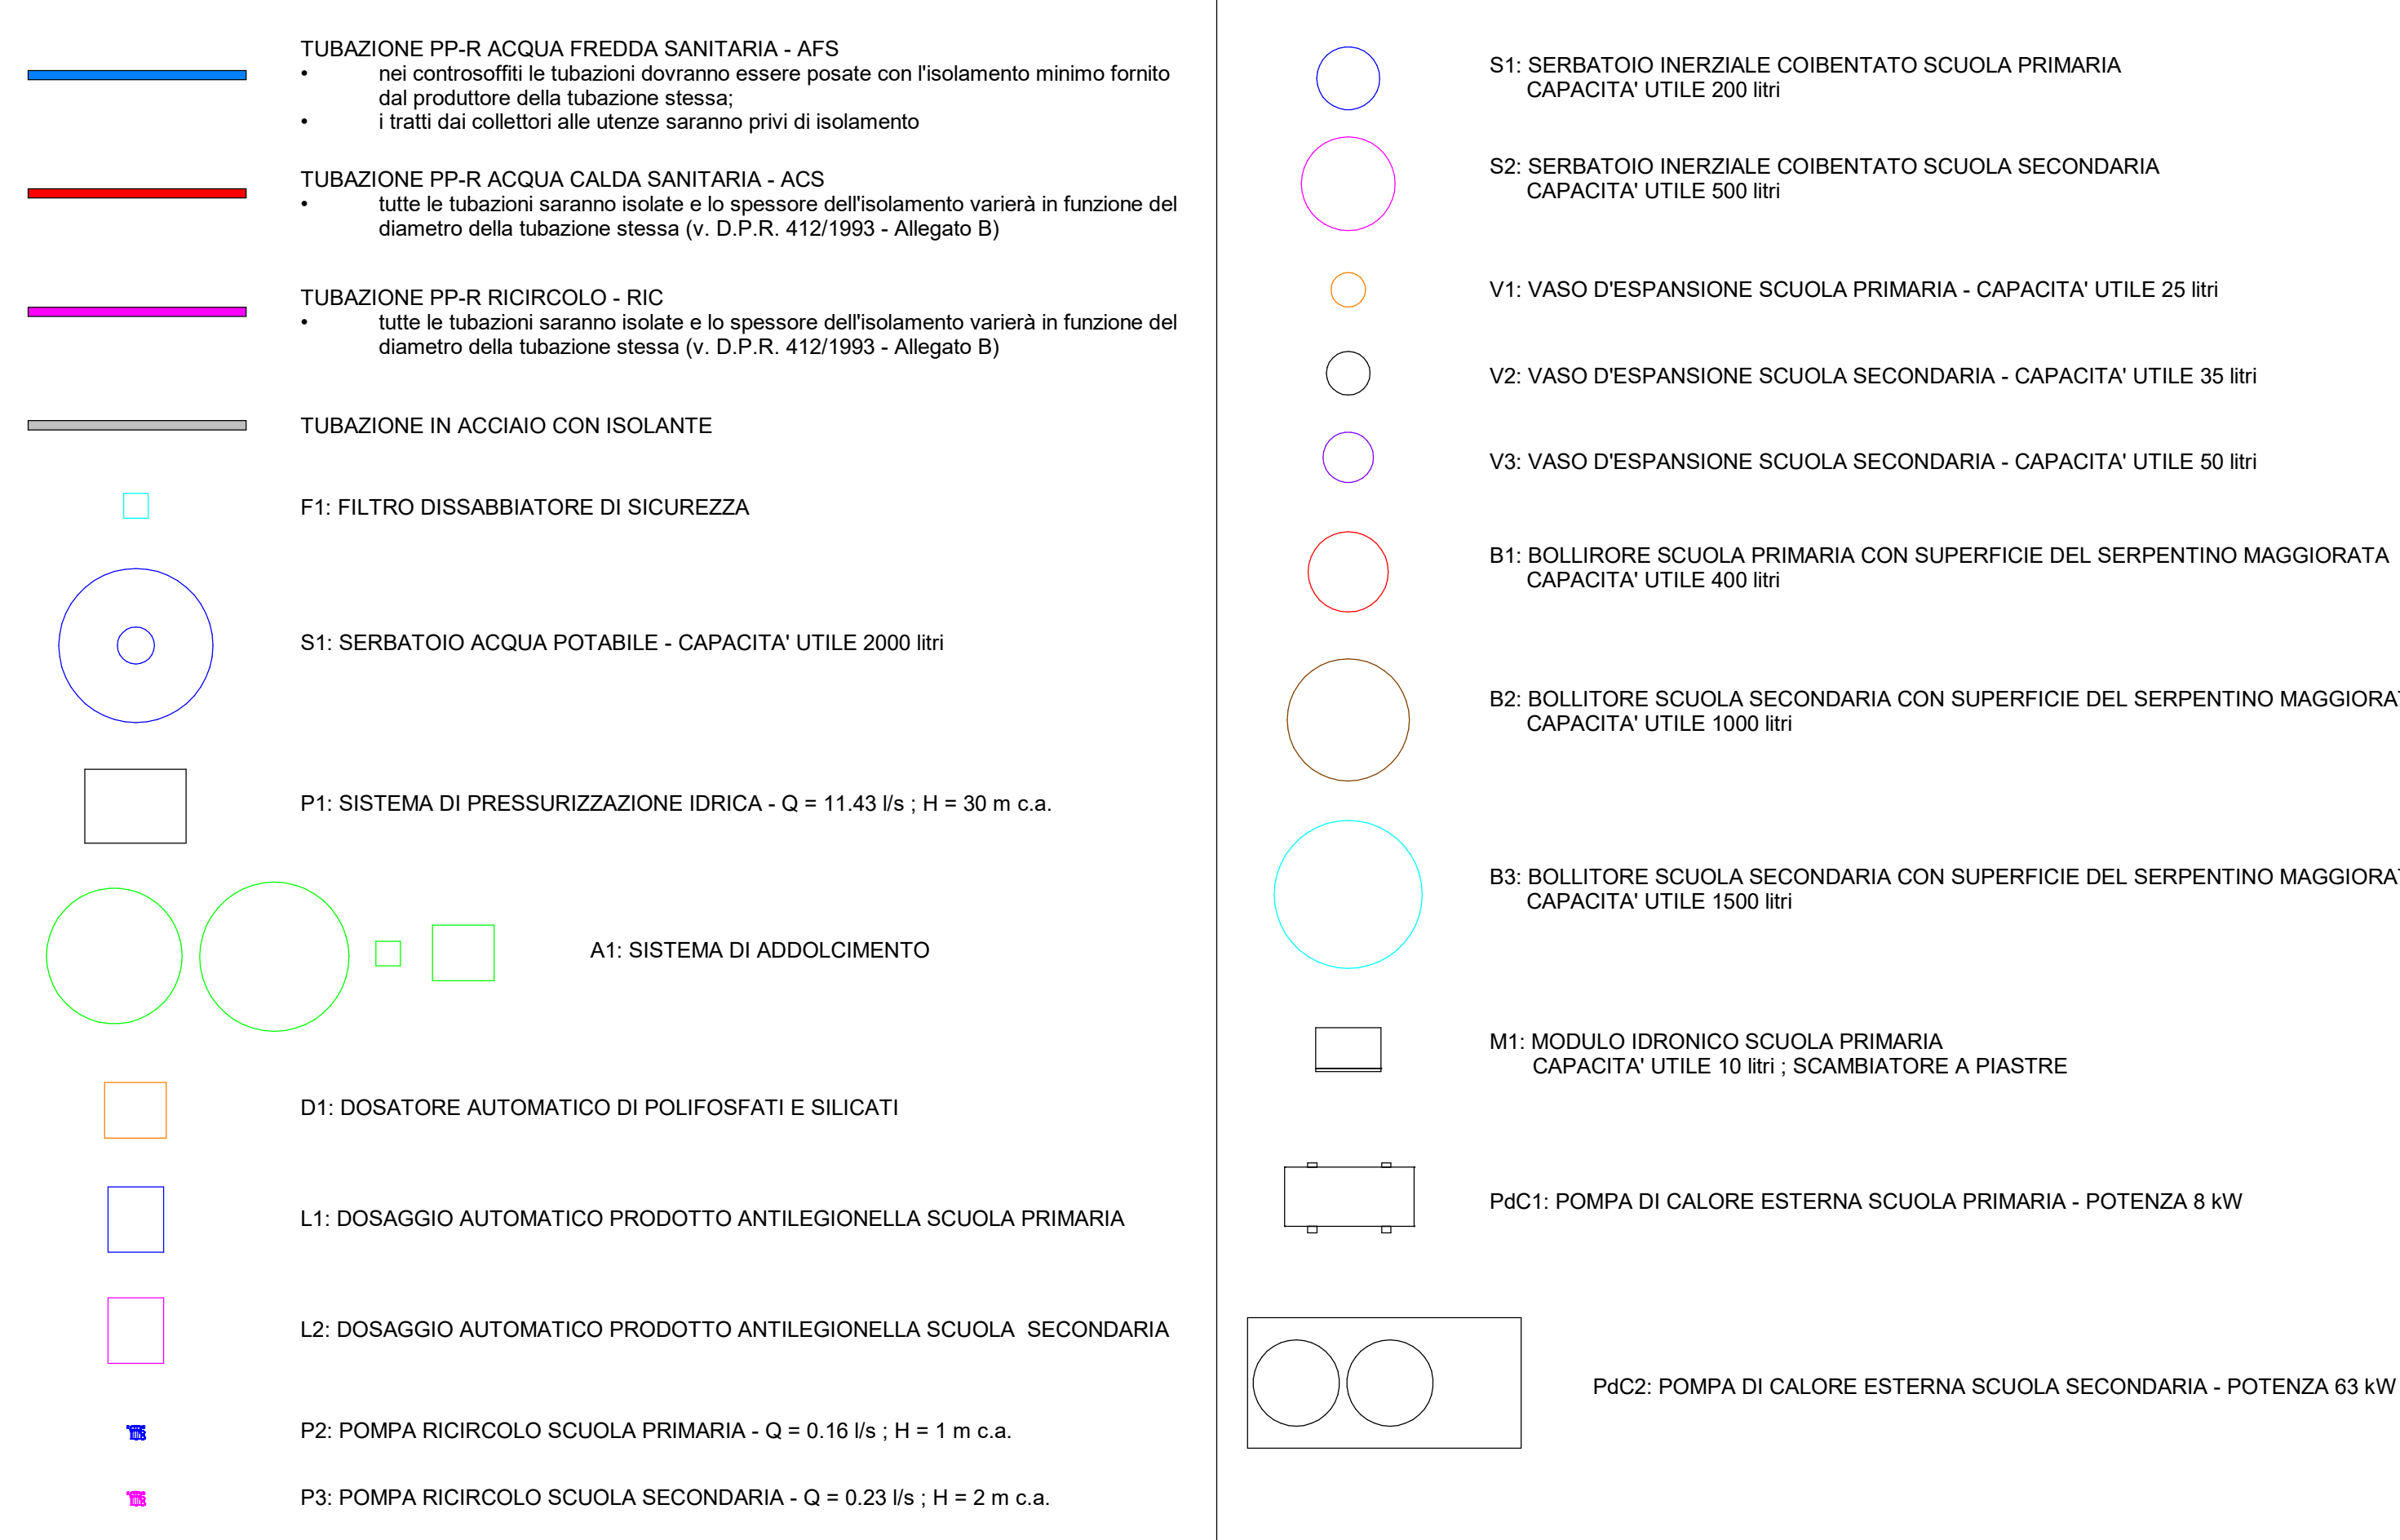 TUBAZIONE PP-R ACQUA FREDDA SANITARIA - AFS
• nei controsoffiti le tubazioni dovranno essere posate con l'isolamento minimo fornito
dal produttore della tubazione stessa;
• i tratti dai collettori alle utenze saranno privi di isolamento
TUBAZIONE PP-R ACQUA CALDA SANITARIA - ACS
• tutte le tubazioni saranno isolate e lo spessore dell'isolamento varierà in funzione del
diametro della tubazione stessa (v. D.P.R. 412/1993 - Allegato B)
TUBAZIONE PP-R RICIRCOLO - RIC
• tutte le tubazioni saranno isolate e lo spessore dell'isolamento varierà in funzione del
diametro della tubazione stessa (v. D.P.R. 412/1993 - Allegato B)
TUBAZIONE IN ACCIAIO CON ISOLANTE
F1: FILTRO DISSABBIATORE DI SICUREZZA
S1: SERBATOIO ACQUA POTABILE - CAPACITA' UTILE 2000 litri
P1: SISTEMA DI PRESSURIZZAZIONE IDRICA - Q = 11.43 l/s ; H = 30 m c.a.
A1: SISTEMA DI ADDOLCIMENTO
D1: DOSATORE AUTOMATICO DI POLIFOSFATI E SILICATI
L1: DOSAGGIO AUTOMATICO PRODOTTO ANTILEGIONELLA SCUOLA PRIMARIA
L2: DOSAGGIO AUTOMATICO PRODOTTO ANTILEGIONELLA SCUOLA SECONDARIA
P2: POMPA RICIRCOLO SCUOLA PRIMARIA - Q = 0.16 l/s ; H = 1 m c.a.
P3: POMPA RICIRCOLO SCUOLA SECONDARIA - Q = 0.23 l/s ; H = 2 m c.a.
S1: SERBATOIO INERZIALE COIBENTATO SCUOLA PRIMARIA
CAPACITA' UTILE 200 litri
S2: SERBATOIO INERZIALE COIBENTATO SCUOLA SECONDARIA
CAPACITA' UTILE 500 litri
V1: VASO D'ESPANSIONE SCUOLA PRIMARIA - CAPACITA' UTILE 25 litri
V2: VASO D'ESPANSIONE SCUOLA SECONDARIA - CAPACITA' UTILE 35 litri
V3: VASO D'ESPANSIONE SCUOLA SECONDARIA - CAPACITA' UTILE 50 litri
B1: BOLLIRORE SCUOLA PRIMARIA CON SUPERFICIE DEL SERPENTINO MAGGIORATA
CAPACITA' UTILE 400 litri
B2: BOLLITORE SCUOLA SECONDARIA CON SUPERFICIE DEL SERPENTINO
CAPACITA' UTILE 1000 litri
B3: BOLLITORE SCUOLA SECONDARIA CON SUPERFICIE DEL SERPENTINO
CAPACITA' UTILE 1500 litri
M1: MODULO IDRONICO SCUOLA PRIMARIA
CAPACITA' UTILE 10 litri ; SCAMBIATORE A PIASTRE
PdC1: POMPA DI CALORE ESTERNA SCUOLA PRIMARIA - POTENZA 8 kW
PdC2: POMPA DI CALORE ESTERNA SCUOLA SECONDARIA - POTENZA 63 kW